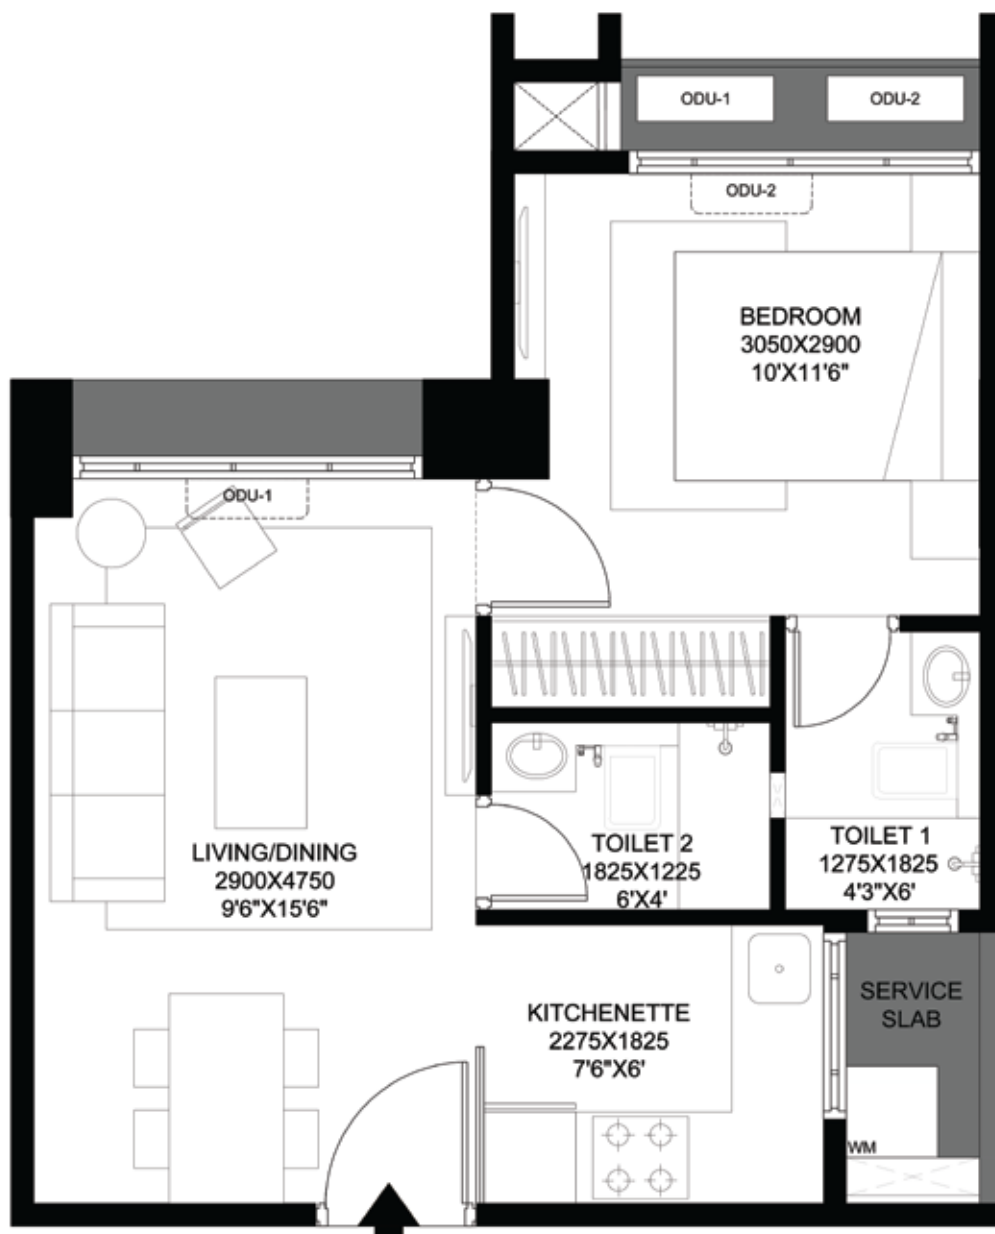 ODU-1
ODU-2
ODU-2
BEDROOM
3050X2900
10'X11'6"
ODU-1
LIVING/DINING
2900X4750
9'6"X15'6"
TOILET 2
1825X1225
6'X4'
TOILET 1
1275X1825
4'3"X6'
KITCHENETTE
2275X1825
7'6"X6'
SERVICE
SLAB
WM